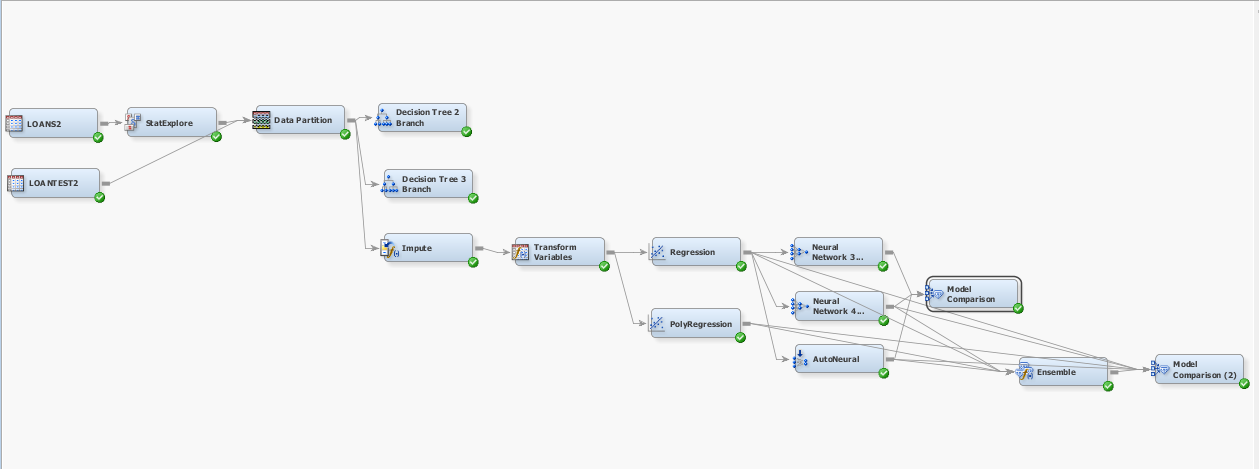 LOANS2
StatExplore
Data Partition
Decision Tree 2
Branch
LOANTEST2
Decision Tree 3
Branch
Impute
Transform
Variables
Regression
Neural
Network 3...
PolyRegression
Neural
Network 4...
Model
Comparison
AutoNeural
Ensemble
Model
Comparison (2)